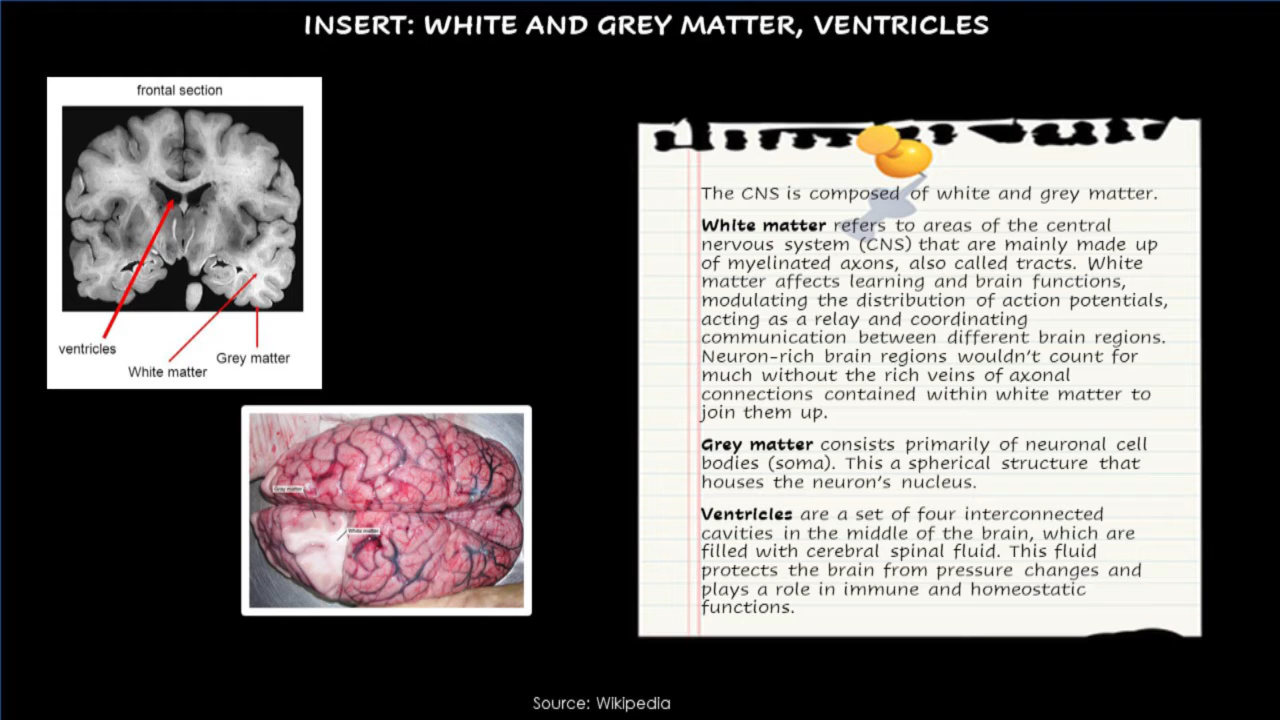 INSERT: WHITE AND GREY MATTER, VENTRICLES
frontal section
ventricles
White matter
Grey matter
Gray matter
White matter
The CNS is composed of white and grey matter.
White matter refers to areas of the central
nervous system (CNS) that are mainly made up
of myelinated axons, also called tracts. White
matter affects learning and brain functions,
modulating the distribution of action potentials,
acting as a relay and coordinating
communication between different brain regions.
Neuron-rich brain regions wouldn't count for
much without the rich veins of axonal
connections contained within white matter to
join them up.
Grey matter consists primarily of neuronal cell
bodies (soma). This a spherical structure that
houses the neuron's nucleus.
Ventricles are a set of four interconnected
cavities in the middle of the brain, which are
filled with cerebral spinal fluid. This fluid
protects the brain from pressure changes and
plays a role in immune and homeostatic
functions.
Source: Wikipedia